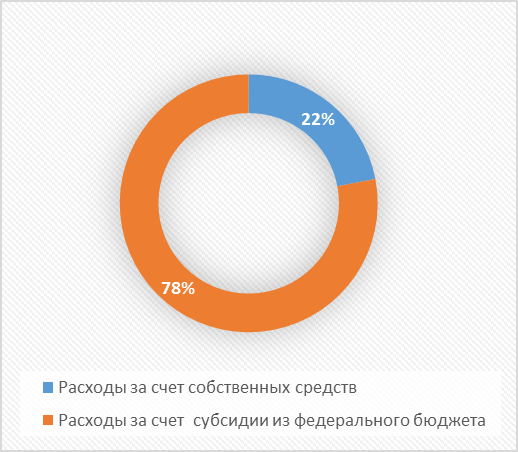 22%
78%
Расходы за счет собственных средств
Расходы за счет  субсидии из федерального бюджета